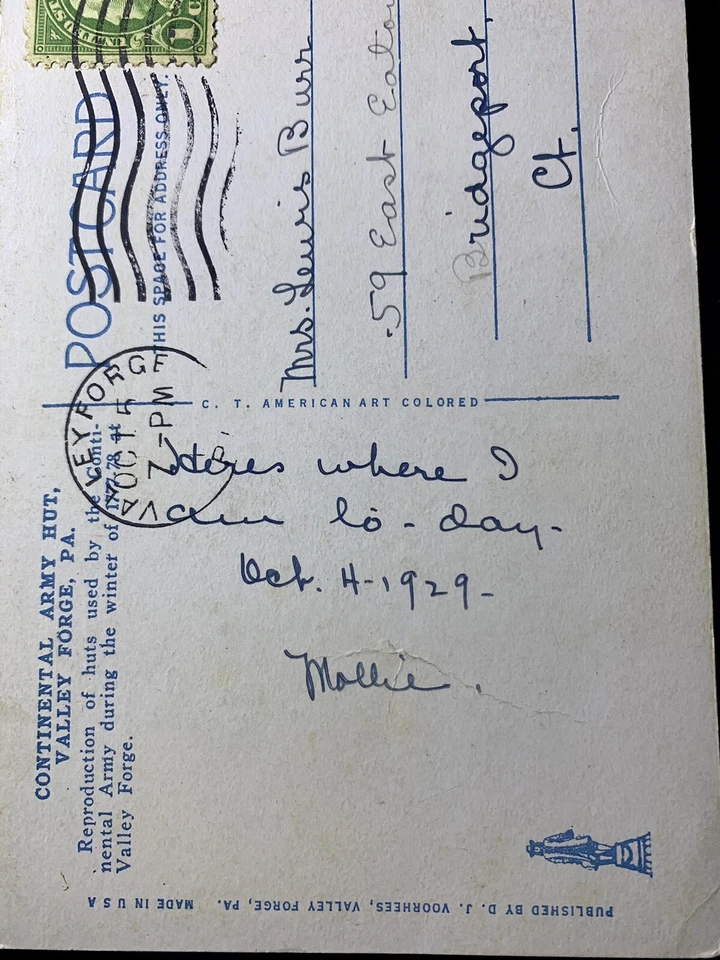 CONTINENTAL ARMY HUT,
VALLEY FORGE, PA.
Reproduction of huts used by the Conti-
nental Army during the winter of 1777-78 at
Valley Forge.
POSTCARD
THIS SPACE FOR ADDRESS ONLY.
1
VALLEY FORGE
OCT 5
7 - PM
C. T. AMERICAN ART COLORED
Heres where I
am to-day-
Oct. 4-1929-
Mollie.
Mrs. Lewis Burr
59 East Eaton
Bridgeport,
Ct.
PUBLISHED BY D. J. VOORHEES, VALLEY FORGE, PA. MADE IN U S A